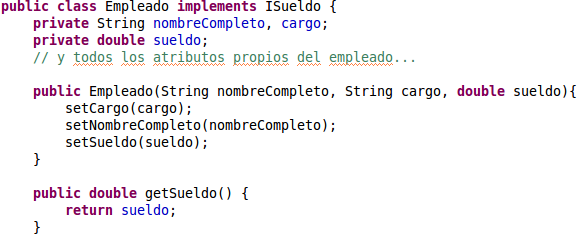 public class Empleado implements ISueldo {
    private String nombreCompleto, cargo;
    private double sueldo;
    // y todos los atributos propios del empleado...

    public Empleado(String nombreCompleto, String cargo, double sueldo){
        setCargo(cargo);
        setNombreCompleto(nombreCompleto);
        setSueldo(sueldo);
    }

    public double getSueldo() {
        return sueldo;
    }